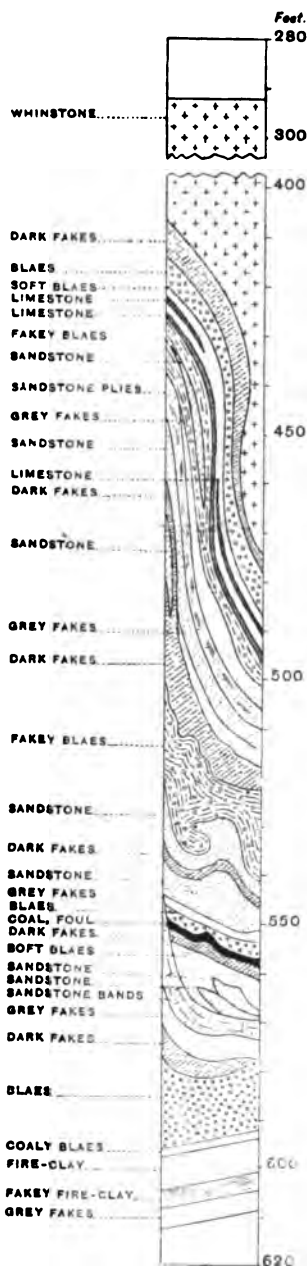 Feet.
280
WHINSTONE
300
400
DARK FAKES
BLAES
SOFT BLAES
LIMESTONE
LIMESTONE
FAKEY BLAES
SANDSTONE
SANDSTONE PLIES
GREY FAKES
SANDSTONE
450
LIMESTONE
DARK FAKES
SANDSTONE
GREY FAKES
DARK FAKES
500
FAKEY BLAES
SANDSTONE
DARK FAKES
SANDSTONE
GREY FAKES
BLAES
COAL, FOUL
550
DARK FAKES
SOFT BLAES
SANDSTONE
SANDSTONE
SANDSTONE BANDS
GREY FAKES
DARK FAKES
BLAES
COALY BLAES
600
FIRE-CLAY
FAKEY FIRE-CLAY
GREY FAKES
620